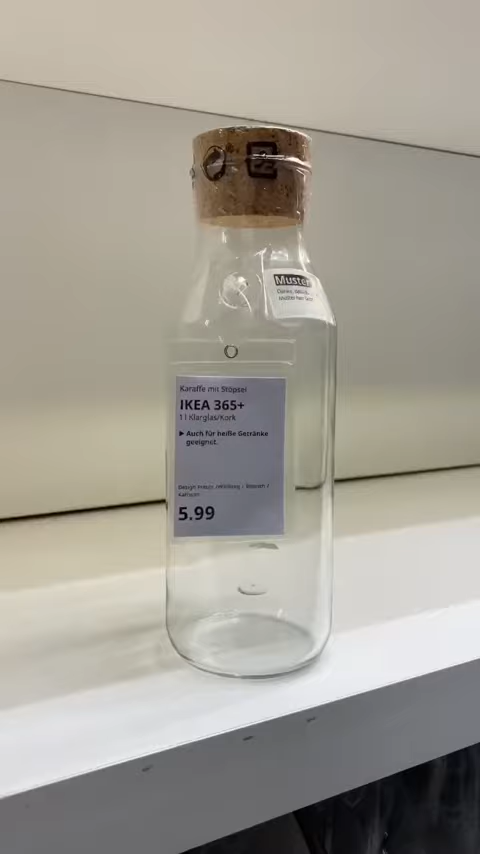 Muster
O
Karaffe mit Stöpsel
IKEA 365+
1 l Klarglas/Kork
▶ Auch für heiße Getränke
geeignet.
5.99